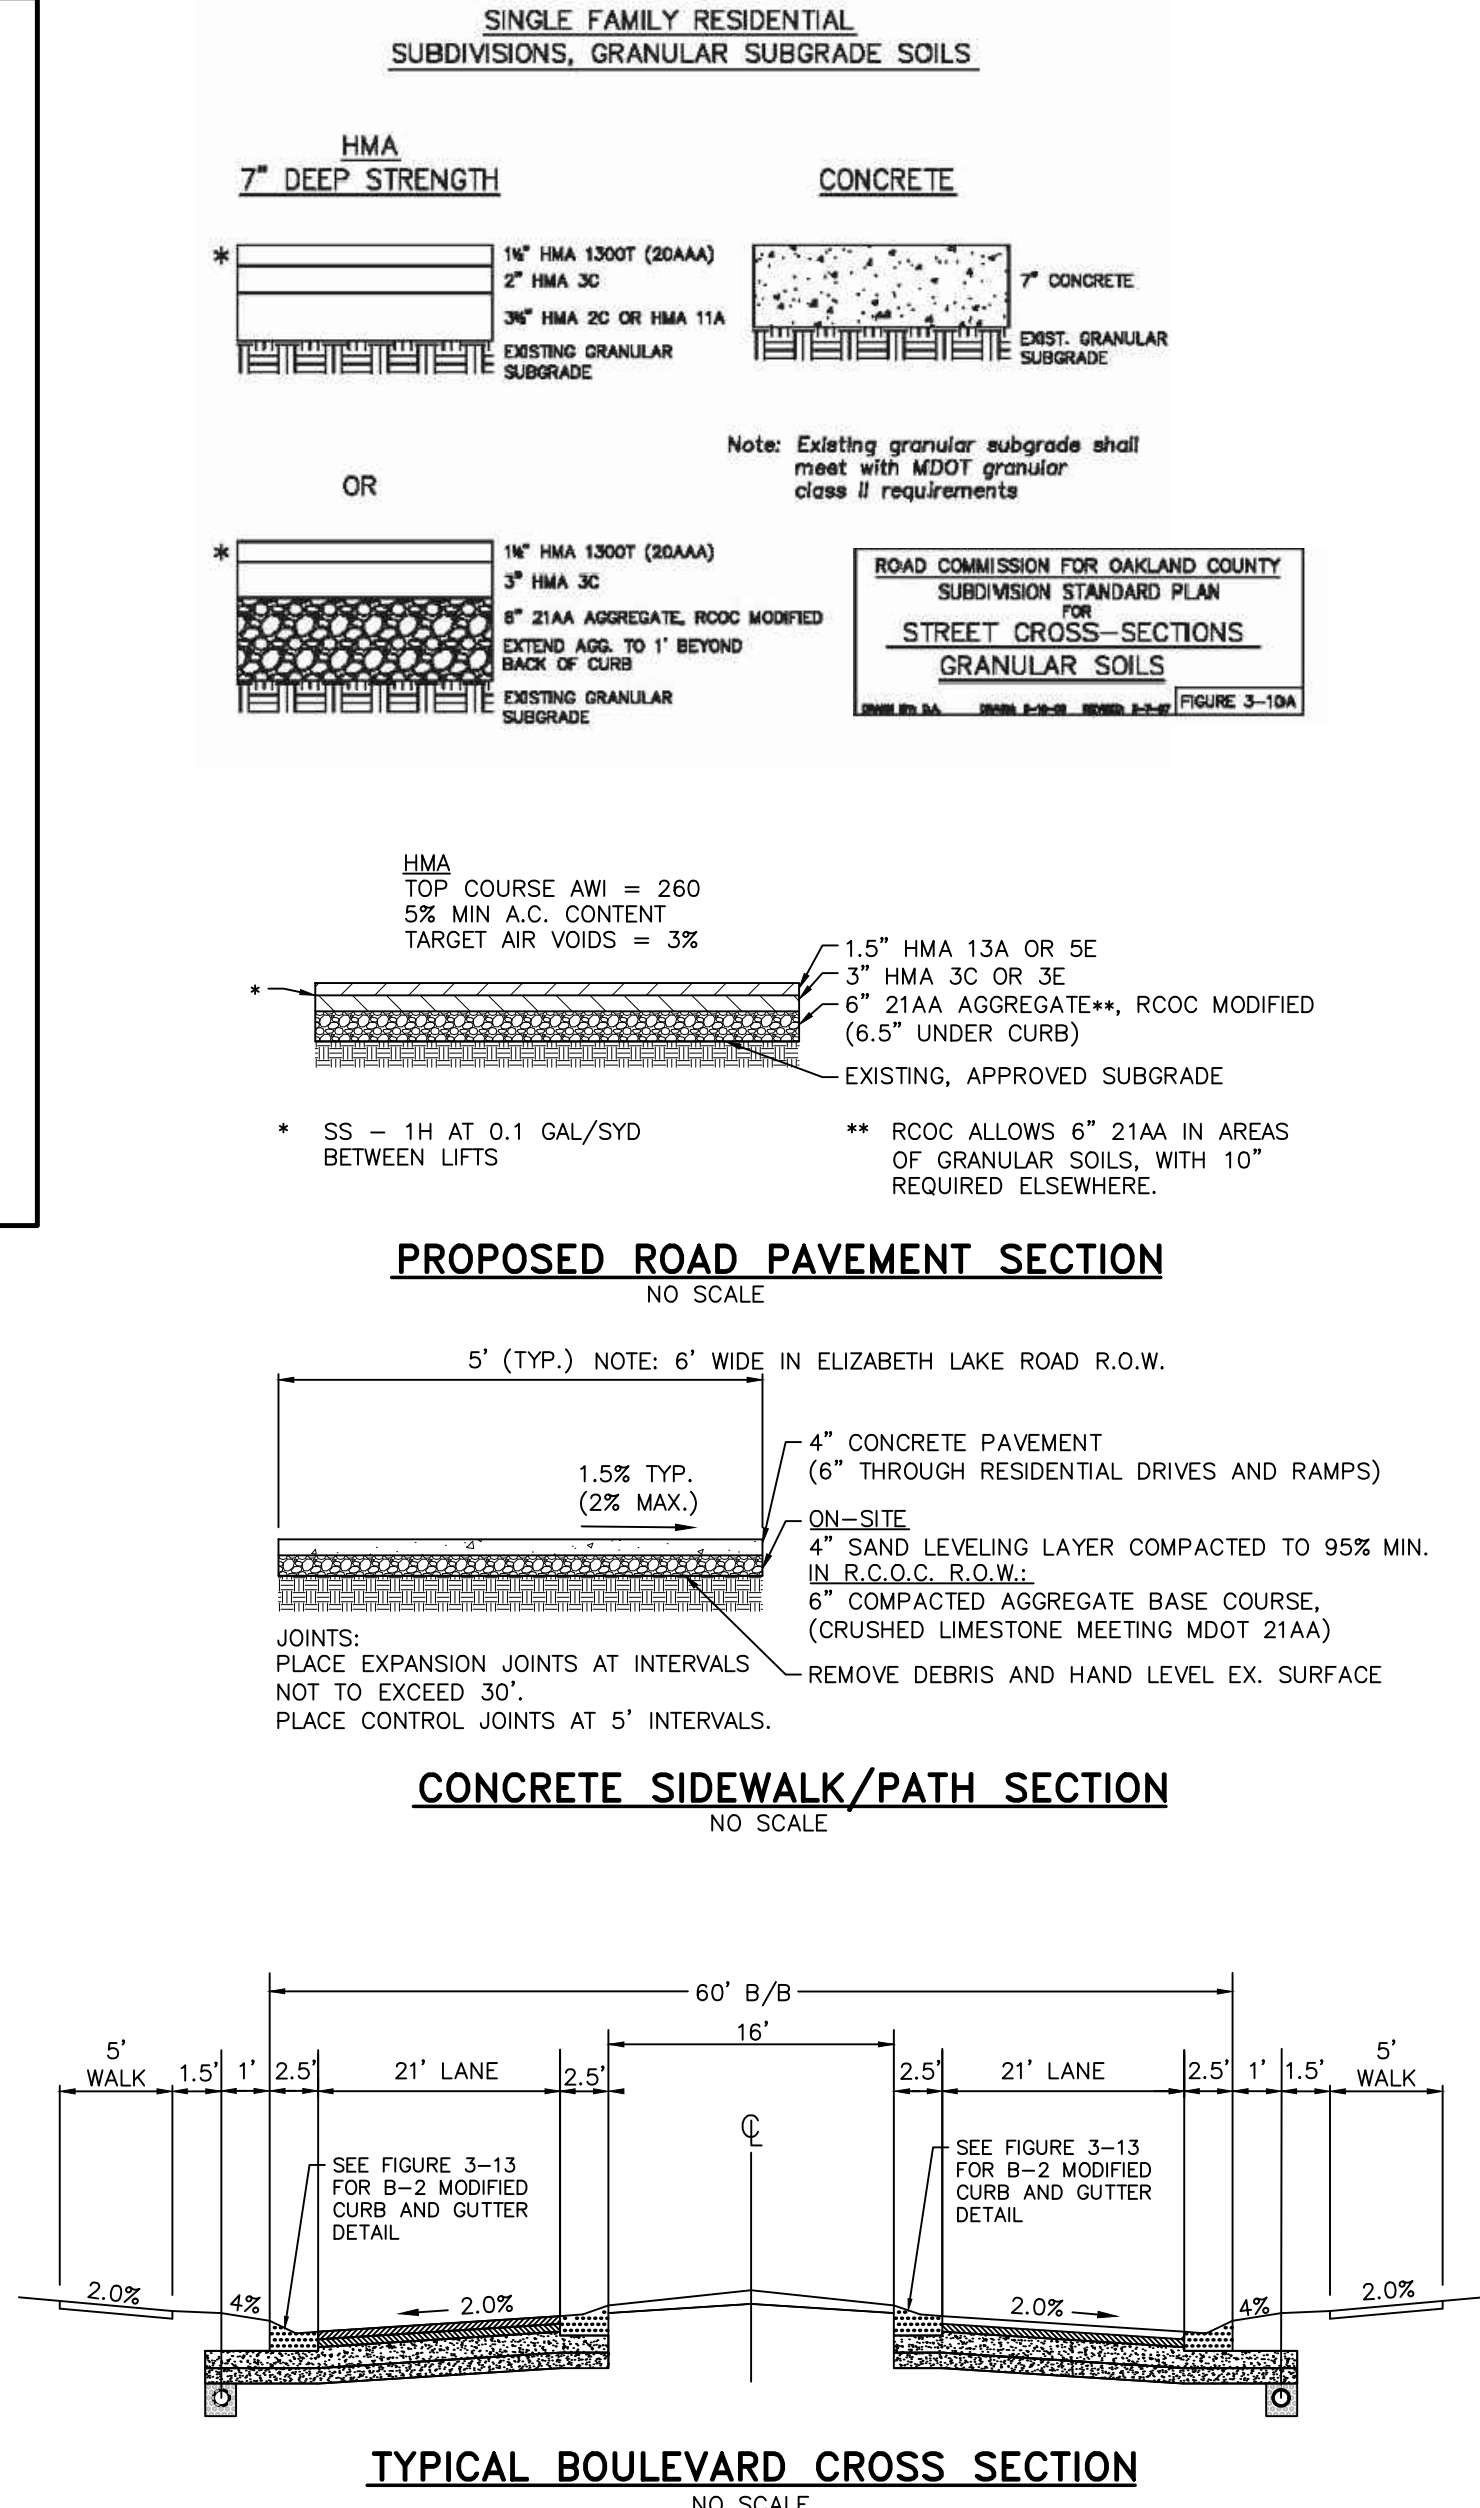 SINGLE FAMILY RESIDENTIAL
SUBDIVISIONS, GRANULAR SUBGRADE SOILS
HMA
7" DEEP STRENGTH
*
1½" HMA 1300T (20AAA)
2" HMA 3C
3½" HMA 2C OR HMA 11A
EXISTING GRANULAR
SUBGRADE
CONCRETE
7" CONCRETE
EXIST. GRANULAR
SUBGRADE
Note: Existing granular subgrade shall
meet with MDOT granular
class II requirements
OR
*
1½" HMA 1300T (20AAA)
3" HMA 3C
21AA AGGREGATE, RCOC MODIFIED
EXTEND AGG. TO 1' BEYOND
BACK OF CURB
EXISTING GRANULAR
SUBGRADE
ROAD COMMISSION FOR OAKLAND COUNTY
SUBDIVISION STANDARD PLAN
FOR
STREET CROSS-SECTIONS
GRANULAR SOILS
FIGURE 3-10A
HMA
TOP COURSE AWI = 260
5% MIN A.C. CONTENT
TARGET AIR VOIDS = 3%
*
1.5" HMA 13A OR 5E
3" HMA 3C OR 3E
6" 21AA AGGREGATE**, RCOC MODIFIED
(6.5" UNDER CURB)
EXISTING, APPROVED SUBGRADE
* SS - 1H AT 0.1 GAL/SYD
BETWEEN LIFTS
** RCOC ALLOWS 6" 21AA IN AREAS
OF GRANULAR SOILS, WITH 10"
REQUIRED ELSEWHERE.
PROPOSED ROAD PAVEMENT SECTION
NO SCALE
5' (TYP.) NOTE: 6' WIDE IN ELIZABETH LAKE ROAD R.O.W.
1.5% TYP.
(2% MAX.)
4" CONCRETE PAVEMENT
(6" THROUGH RESIDENTIAL DRIVES AND RAMPS)
ON-SITE
4" SAND LEVELING LAYER COMPACTED TO 95% MIN.
IN R.C.O.C. R.O.W.:
6" COMPACTED AGGREGATE BASE COURSE,
(CRUSHED LIMESTONE MEETING MDOT 21AA)
REMOVE DEBRIS AND HAND LEVEL EX. SURFACE
JOINTS:
PLACE EXPANSION JOINTS AT INTERVALS
NOT TO EXCEED 30'.
PLACE CONTROL JOINTS AT 5' INTERVALS.
CONCRETE SIDEWALK/PATH SECTION
NO SCALE
60' B/B
16'
5'
WALK
1.5' 1' 2.5' 21' LANE 2.5'
2.5' 21' LANE 2.5' 1' 1.5'
5'
WALK
CL
SEE FIGURE 3-13
FOR B-2 MODIFIED
CURB AND GUTTER
DETAIL
SEE FIGURE 3-13
FOR B-2 MODIFIED
CURB AND GUTTER
DETAIL
2.0% 4% 2.0% 2.0% 4% 2.0%
TYPICAL BOULEVARD CROSS SECTION
NO SCALE